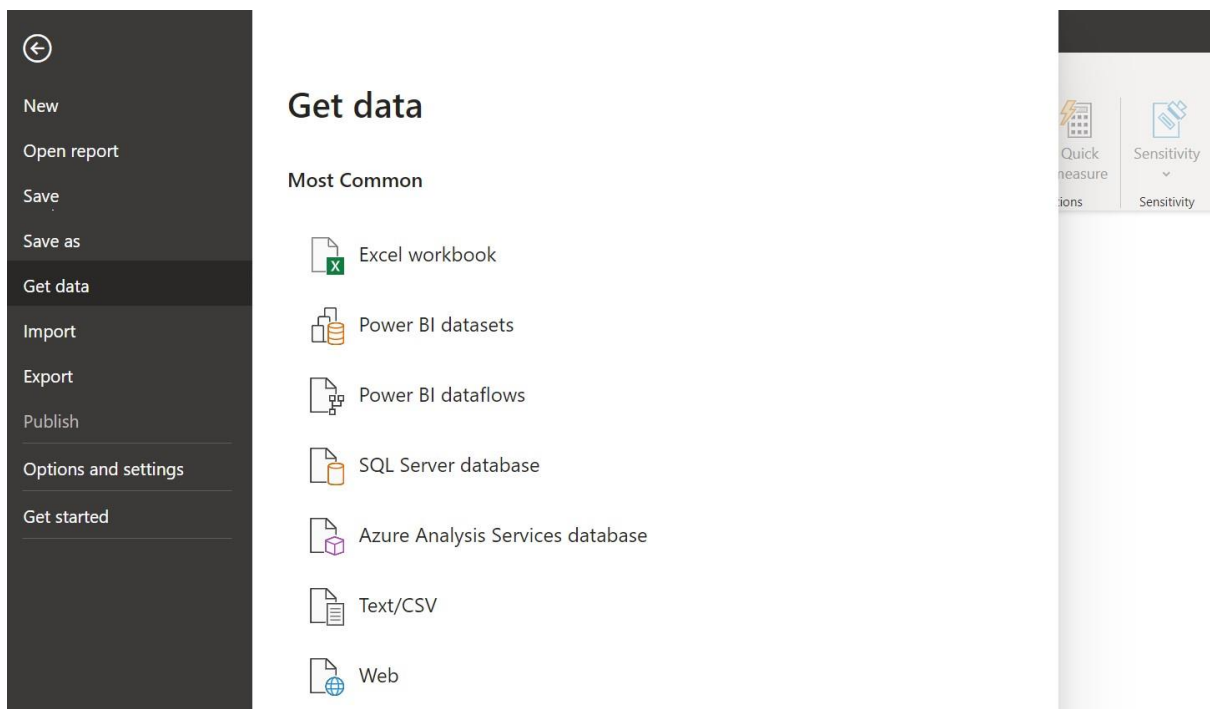 New
Open report
Save
Save as
Get data
Import
Export
Publish
Options and settings
Get started
Get data
Most Common
Excel workbook
Power BI datasets
Power BI dataflows
SQL Server database
Azure Analysis Services database
Text/CSV
Web
Quick
Sensitivity
Sensitivity